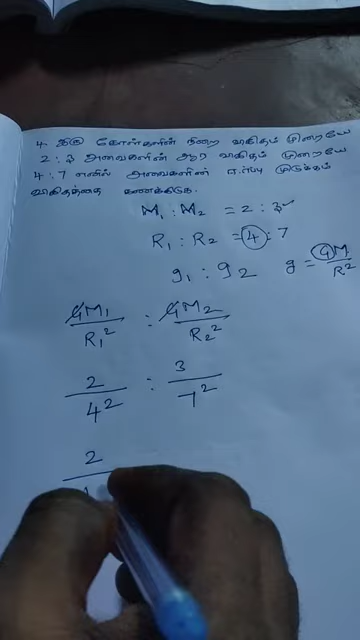 4. இரு கோள்களின் நிறை விகிதம் முறையே
2 : 3 அவைகளின் ஆர விகிதம் முறையே
4 : 7 எனில் அவைகளின் ஈர்ப்பு முடுக்கம்
விகிதத்தை கணக்கிடுக.
M₁ : M₂ = 2 : 3
R₁ : R₂ = 4 : 7
g₁ : g₂ g = GM/R²
GM₁/R₁² : GM₂/R₂²
2/4² : 3/7²
2